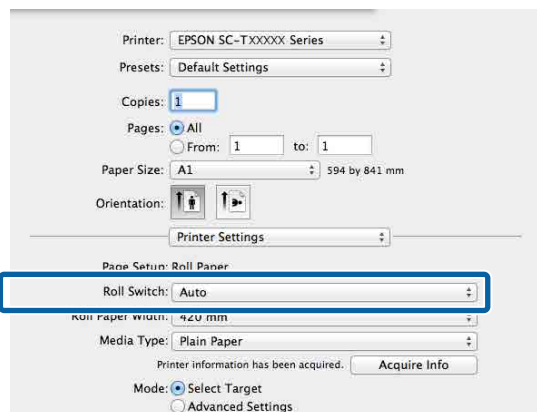 Printer: EPSON SC-TXXXXX Series
Presets: Default Settings
Copies: 1
Pages: All
From: 1 to: 1
Paper Size: A1 594 by 841 mm
Orientation:
Printer Settings
Page Setup: Roll Paper
Roll Switch: Auto
Roll Paper Width: 420 mm
Media Type: Plain Paper
Printer information has been acquired. Acquire Info
Mode: Select Target
Advanced Settings